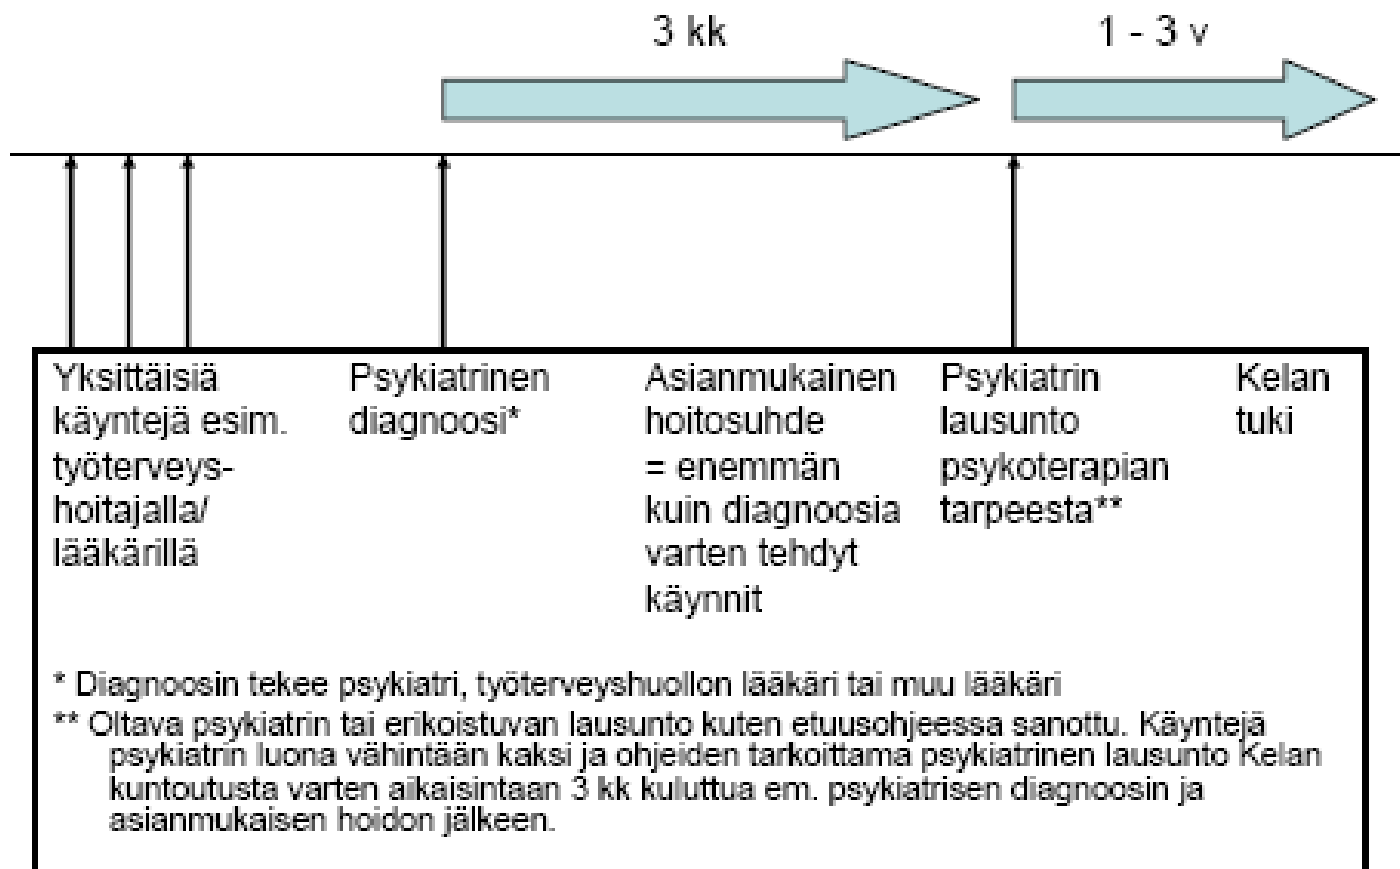 3 kk
1 - 3 v
Yksittäisiä
käyntejä esim.
työterveys-
hoitajalla/
lääkärillä
Psykiatrinen
diagnoosi*
Asianmukainen
hoitosuhde
= enemmän
kuin diagnoosia
varten tehdyt
käynnit
Psykiatrin
lausunto
psykoterapian
tarpeesta**
Kelan
tuki
* Diagnoosin tekee psykiatri, työterveyshuollon lääkäri tai muu lääkäri
** Oltava psykiatrin tai erikoistuvan lausunto kuten etuusohjeessa sanottu. Käyntejä
psykiatrin luona vähintään kaksi ja ohjeiden tarkoittama psykiatrinen lausunto Kelan
kuntoutusta varten aikaisintaan 3 kk kuluttua em. psykiatrisen diagnoosin ja
asianmukaisen hoidon jälkeen.